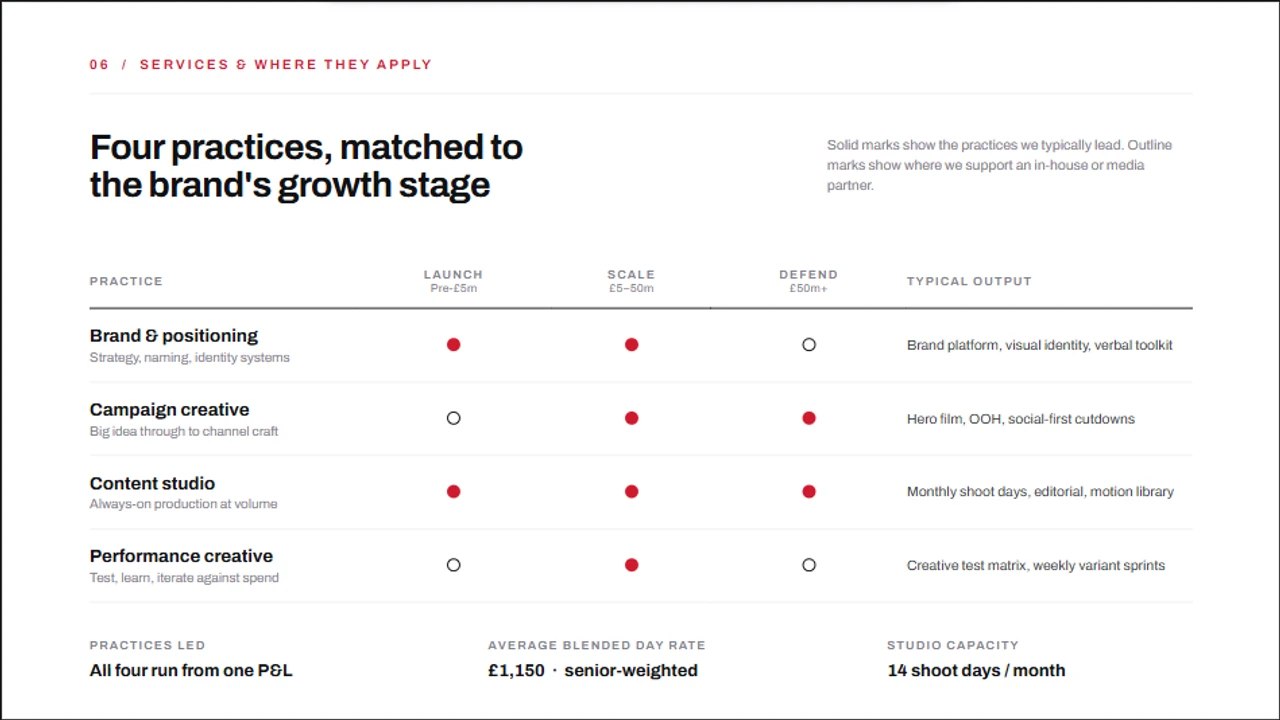 06 / SERVICES & WHERE THEY APPLY
Four practices, matched to
the brand's growth stage
Solid marks show the practices we typically lead. Outline
marks show where we support an in-house or media
partner.
PRACTICE
LAUNCH
Pre-£5m
SCALE
£5–50m
DEFEND
£50m+
TYPICAL OUTPUT
Brand & positioning
Strategy, naming, identity systems
Brand platform, visual identity, verbal toolkit
Campaign creative
Big idea through to channel craft
Hero film, OOH, social-first cutdowns
Content studio
Always-on production at volume
Monthly shoot days, editorial, motion library
Performance creative
Test, learn, iterate against spend
Creative test matrix, weekly variant sprints
PRACTICES LED
All four run from one P&L
AVERAGE BLENDED DAY RATE
£1,150 · senior-weighted
STUDIO CAPACITY
14 shoot days / month